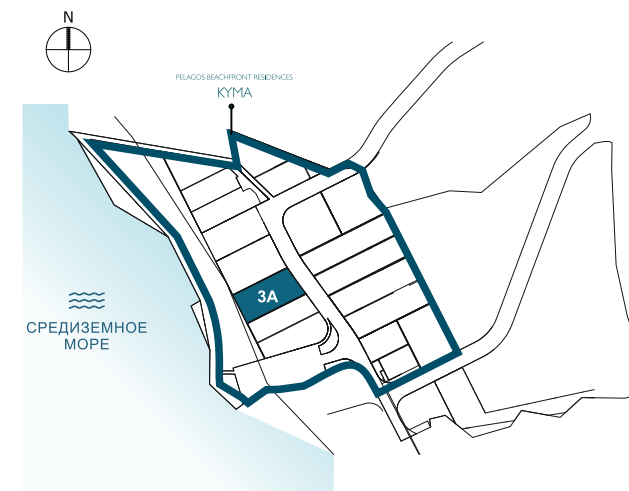 N
PELAGOS BEACHFRONT RESIDENCES
KYMA
3A
СРЕДИЗЕМНОЕ
МОРЕ